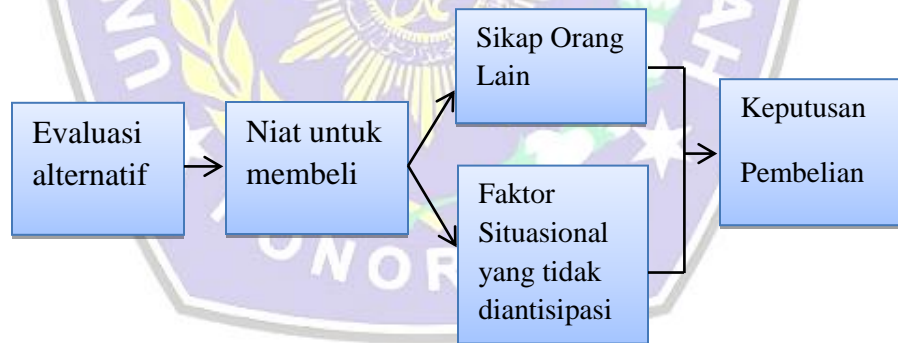 Evaluasi
alternatif
Niat untuk
membeli
Sikap Orang
Lain
Faktor
Situasional
yang tidak
diantisipasi
Keputusan
Pembelian